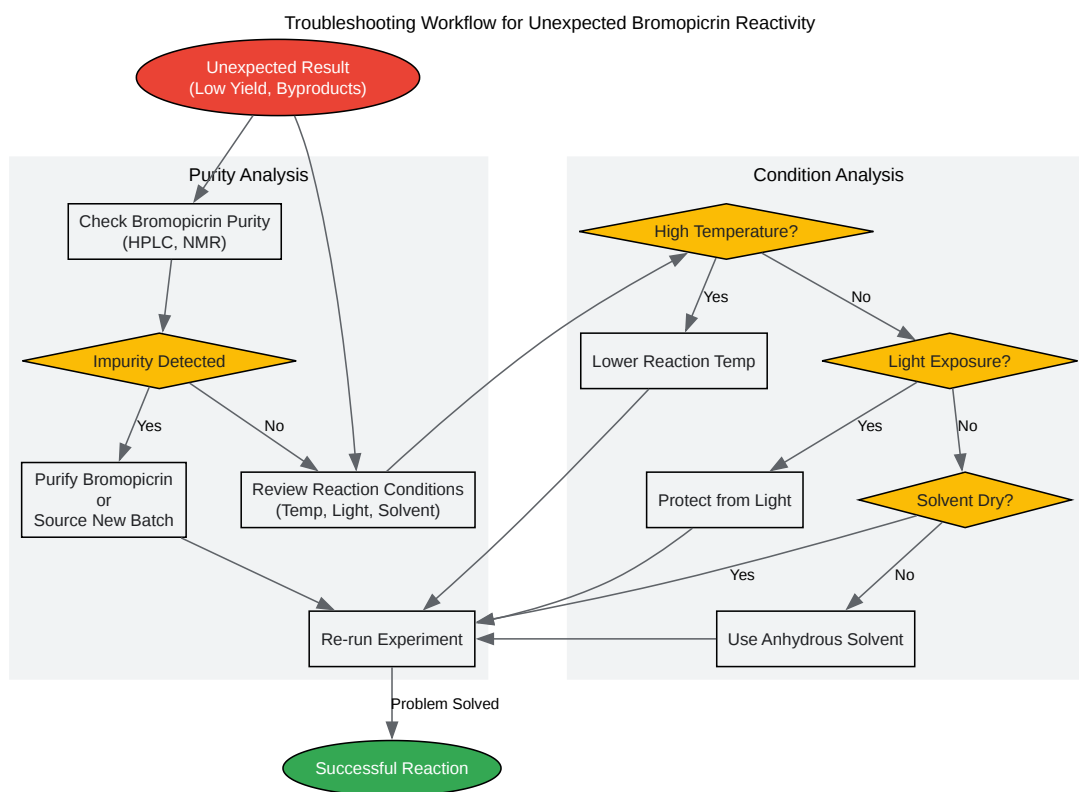 Troubleshooting Workflow for Unexpected Bromopicrin Reactivity
Unexpected Result
(Low Yield, Byproducts)
Purity Analysis
Check Bromopicrin Purity
(HPLC, NMR)
Impurity Detected
Yes
No
Purify Bromopicrin
or
Source New Batch
Review Reaction Conditions
(Temp, Light, Solvent)
Condition Analysis
High Temperature?
Yes
No
Lower Reaction Temp
Light Exposure?
Yes
No
Protect from Light
Solvent Dry?
Yes
No
Re-run Experiment
Use Anhydrous Solvent
Problem Solved
Successful Reaction